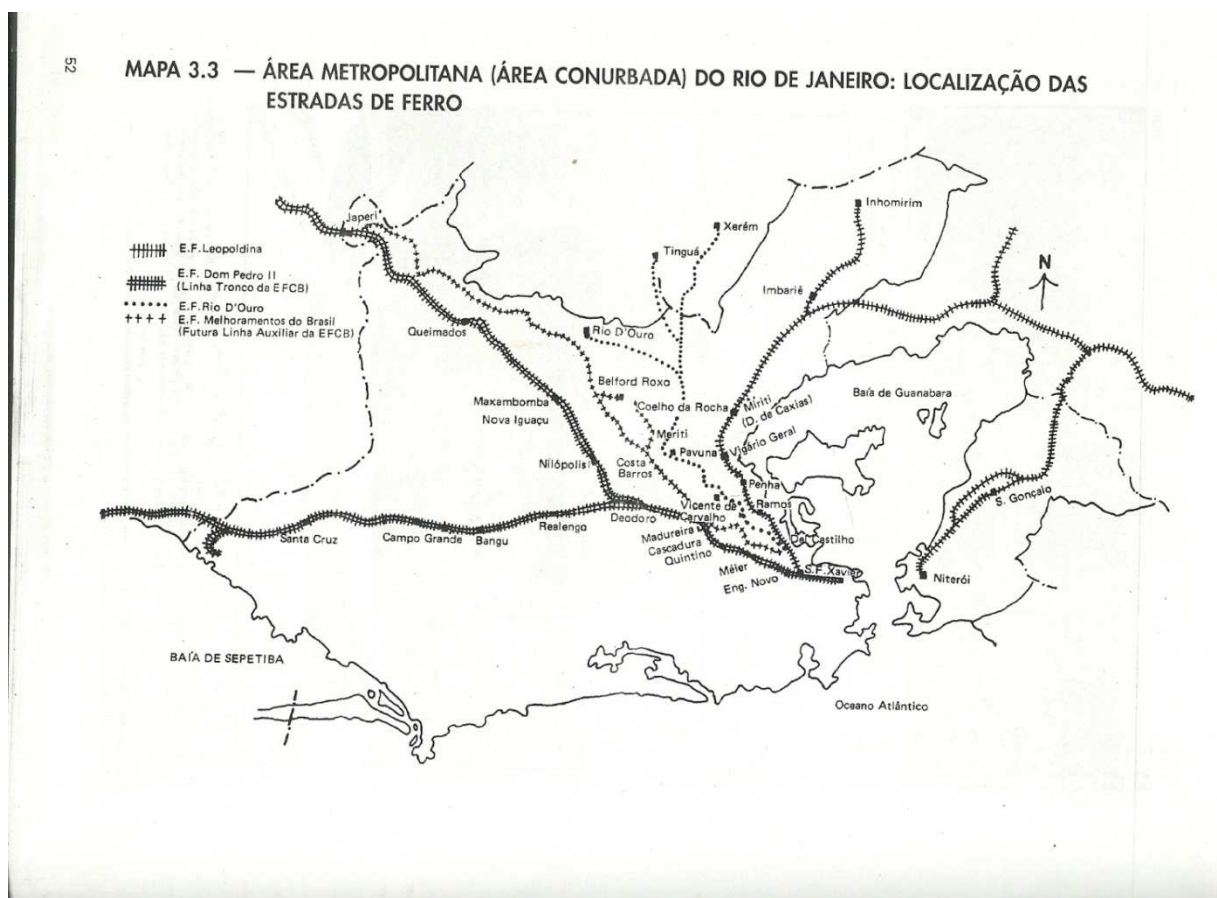 52
MAPA 3.3 — ÁREA METROPOLITANA (ÁREA CONURBADA) DO RIO DE JANEIRO: LOCALIZAÇÃO DAS
ESTRADAS DE FERRO
E.F.Leopoldina
E.F. Dom Pedro II
(Linha Tronco da EFCB)
E.F.Rio D'Ouro
E.F. Melhoramentos do Brasil
(Futura Linha Auxiliar da EFCB)
Japeri
Inhomirim
Xerém
Tinguá
N
Imbariê
Queimados
Rio D'Ouro
Belford Roxo
Baía de Guanabara
Maxambomba
Nova Iguaçu
Coelho da Rocha
Miriti
(D. de Caxias)
Meriti
Pavuna
Vigário Geral
Nilópolis
Costa
Barros
Penha
S. Gonçalo
Vicente de
Carvalho
Ramos
Santa Cruz
Campo Grande
Bangu
Realengo
Deodoro
Madureira
Cascadura
Quintino
Del Castilho
Méier
Eng. Novo
S.F.Xavier
Niterói
BAÍA DE SEPETIBA
Oceano Atlântico